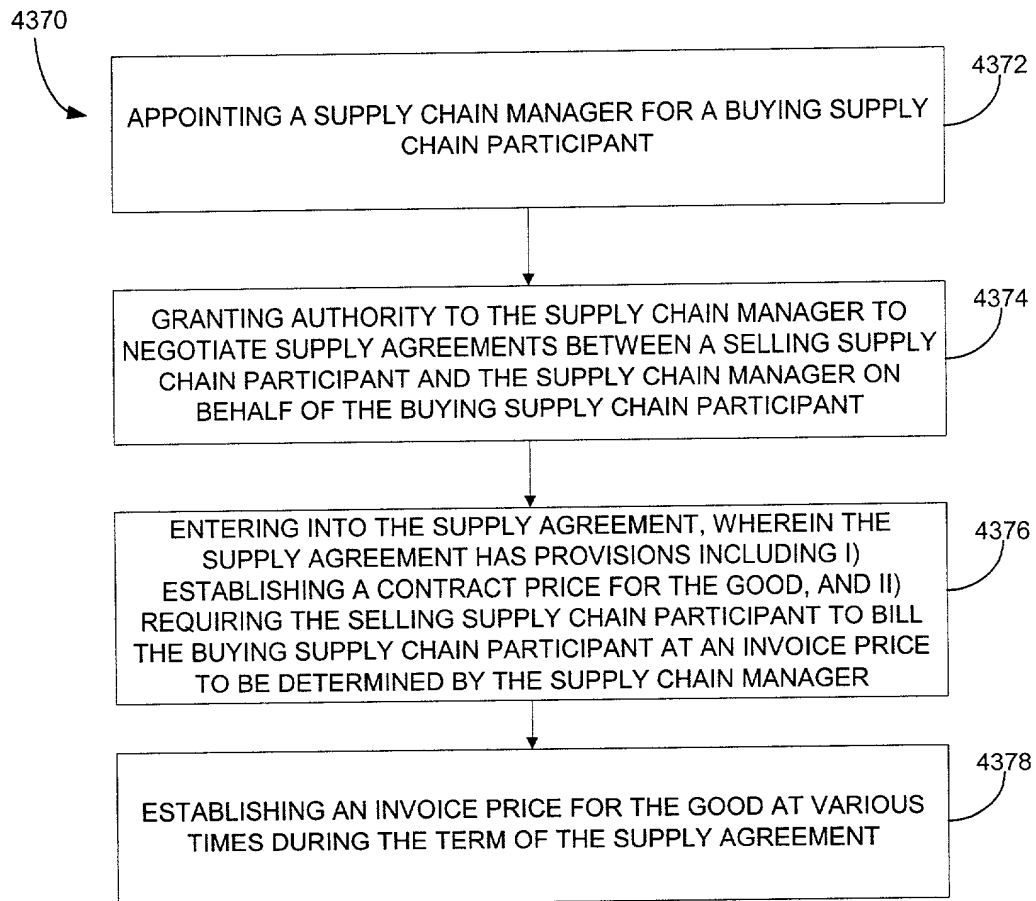 4370
4372
APPOINTING A SUPPLY CHAIN MANAGER FOR A BUYING SUPPLY
CHAIN PARTICIPANT
4374
GRANTING AUTHORITY TO THE SUPPLY CHAIN MANAGER TO
NEGOTIATE SUPPLY AGREEMENTS BETWEEN A SELLING SUPPLY
CHAIN PARTICIPANT AND THE SUPPLY CHAIN MANAGER ON
BEHALF OF THE BUYING SUPPLY CHAIN PARTICIPANT
4376
ENTERING INTO THE SUPPLY AGREEMENT, WHEREIN THE
SUPPLY AGREEMENT HAS PROVISIONS INCLUDING I)
ESTABLISHING A CONTRACT PRICE FOR THE GOOD, AND II)
REQUIRING THE SELLING SUPPLY CHAIN PARTICIPANT TO BILL
THE BUYING SUPPLY CHAIN PARTICIPANT AT AN INVOICE PRICE
TO BE DETERMINED BY THE SUPPLY CHAIN MANAGER
4378
ESTABLISHING AN INVOICE PRICE FOR THE GOOD AT VARIOUS
TIMES DURING THE TERM OF THE SUPPLY AGREEMENT